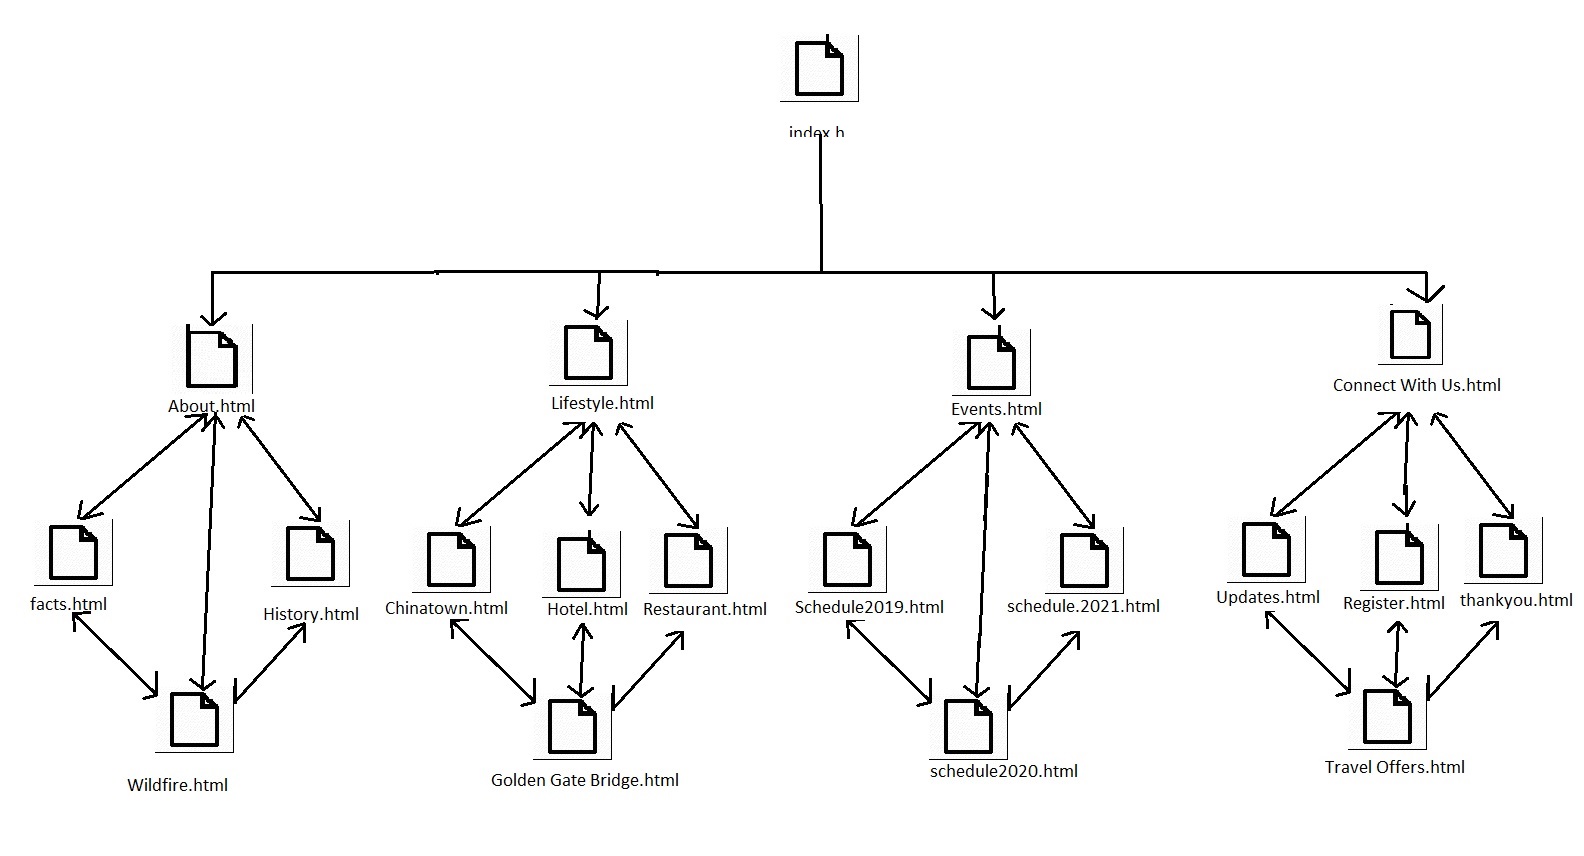 index.h
About.html
Lifestyle.html
Events.html
Connect With Us.html
facts.html
History.html
Chinatown.html
Hotel.html
Restaurant.html
Schedule2019.html
schedule.2021.html
Updates.html
Register.html
thankyou.html
Wildfire.html
Golden Gate Bridge.html
schedule2020.html
Travel Offers.html